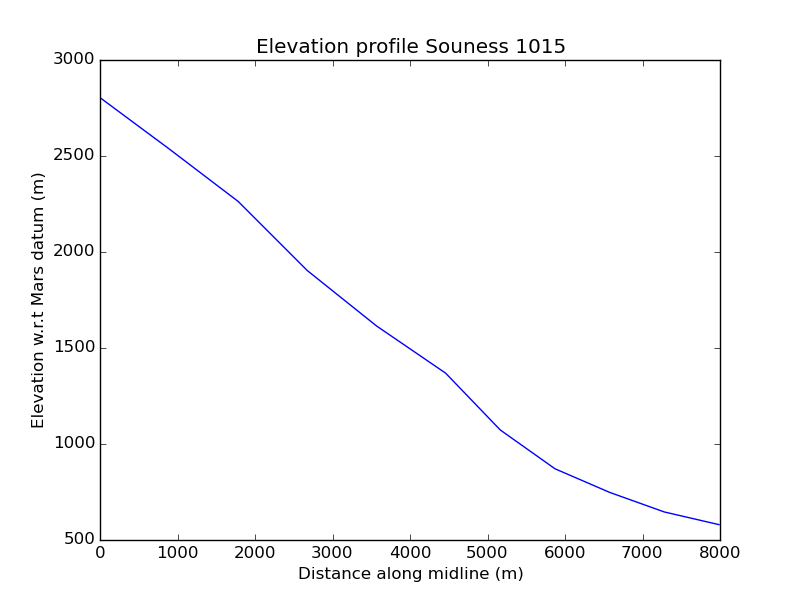 Elevation profile Souness 1015
3000
2500
2000
1500
1000
500
Elevation w.r.t Mars datum (m)
0 1000 2000 3000 4000 5000 6000 7000 8000
Distance along midline (m)